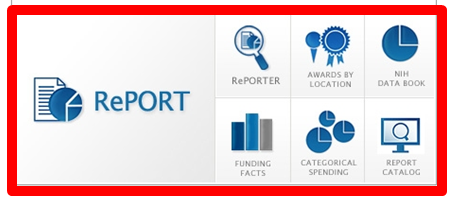 RePORT
RePORTER
AWARDS BY
LOCATION
NIH
DATA BOOK
FUNDING
FACTS
CATEGORICAL
SPENDING
REPORT
CATALOG